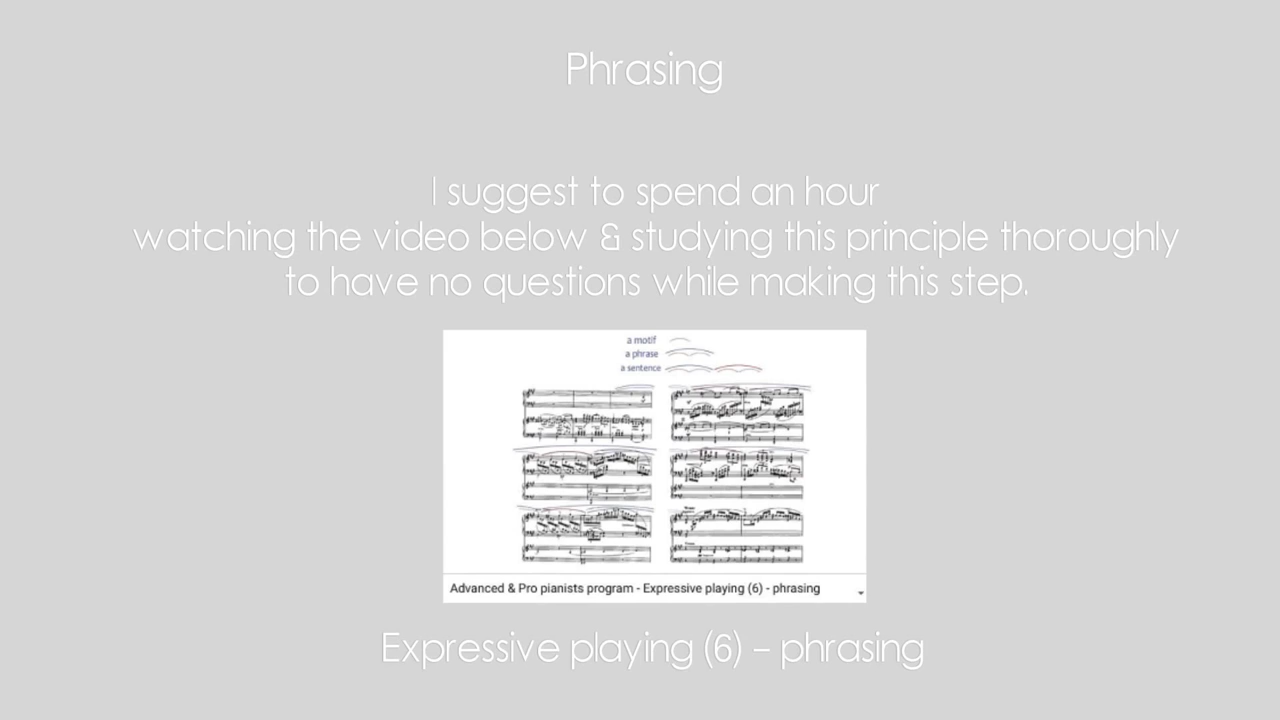 Phrasing
I suggest to spend an hour
watching the video below & studying this principle thoroughly
to have no questions while making this step.
a motif
a phrase
a sentence
Advanced & Pro pianists program - Expressive playing (6) - phrasing
Expressive playing (6) – phrasing